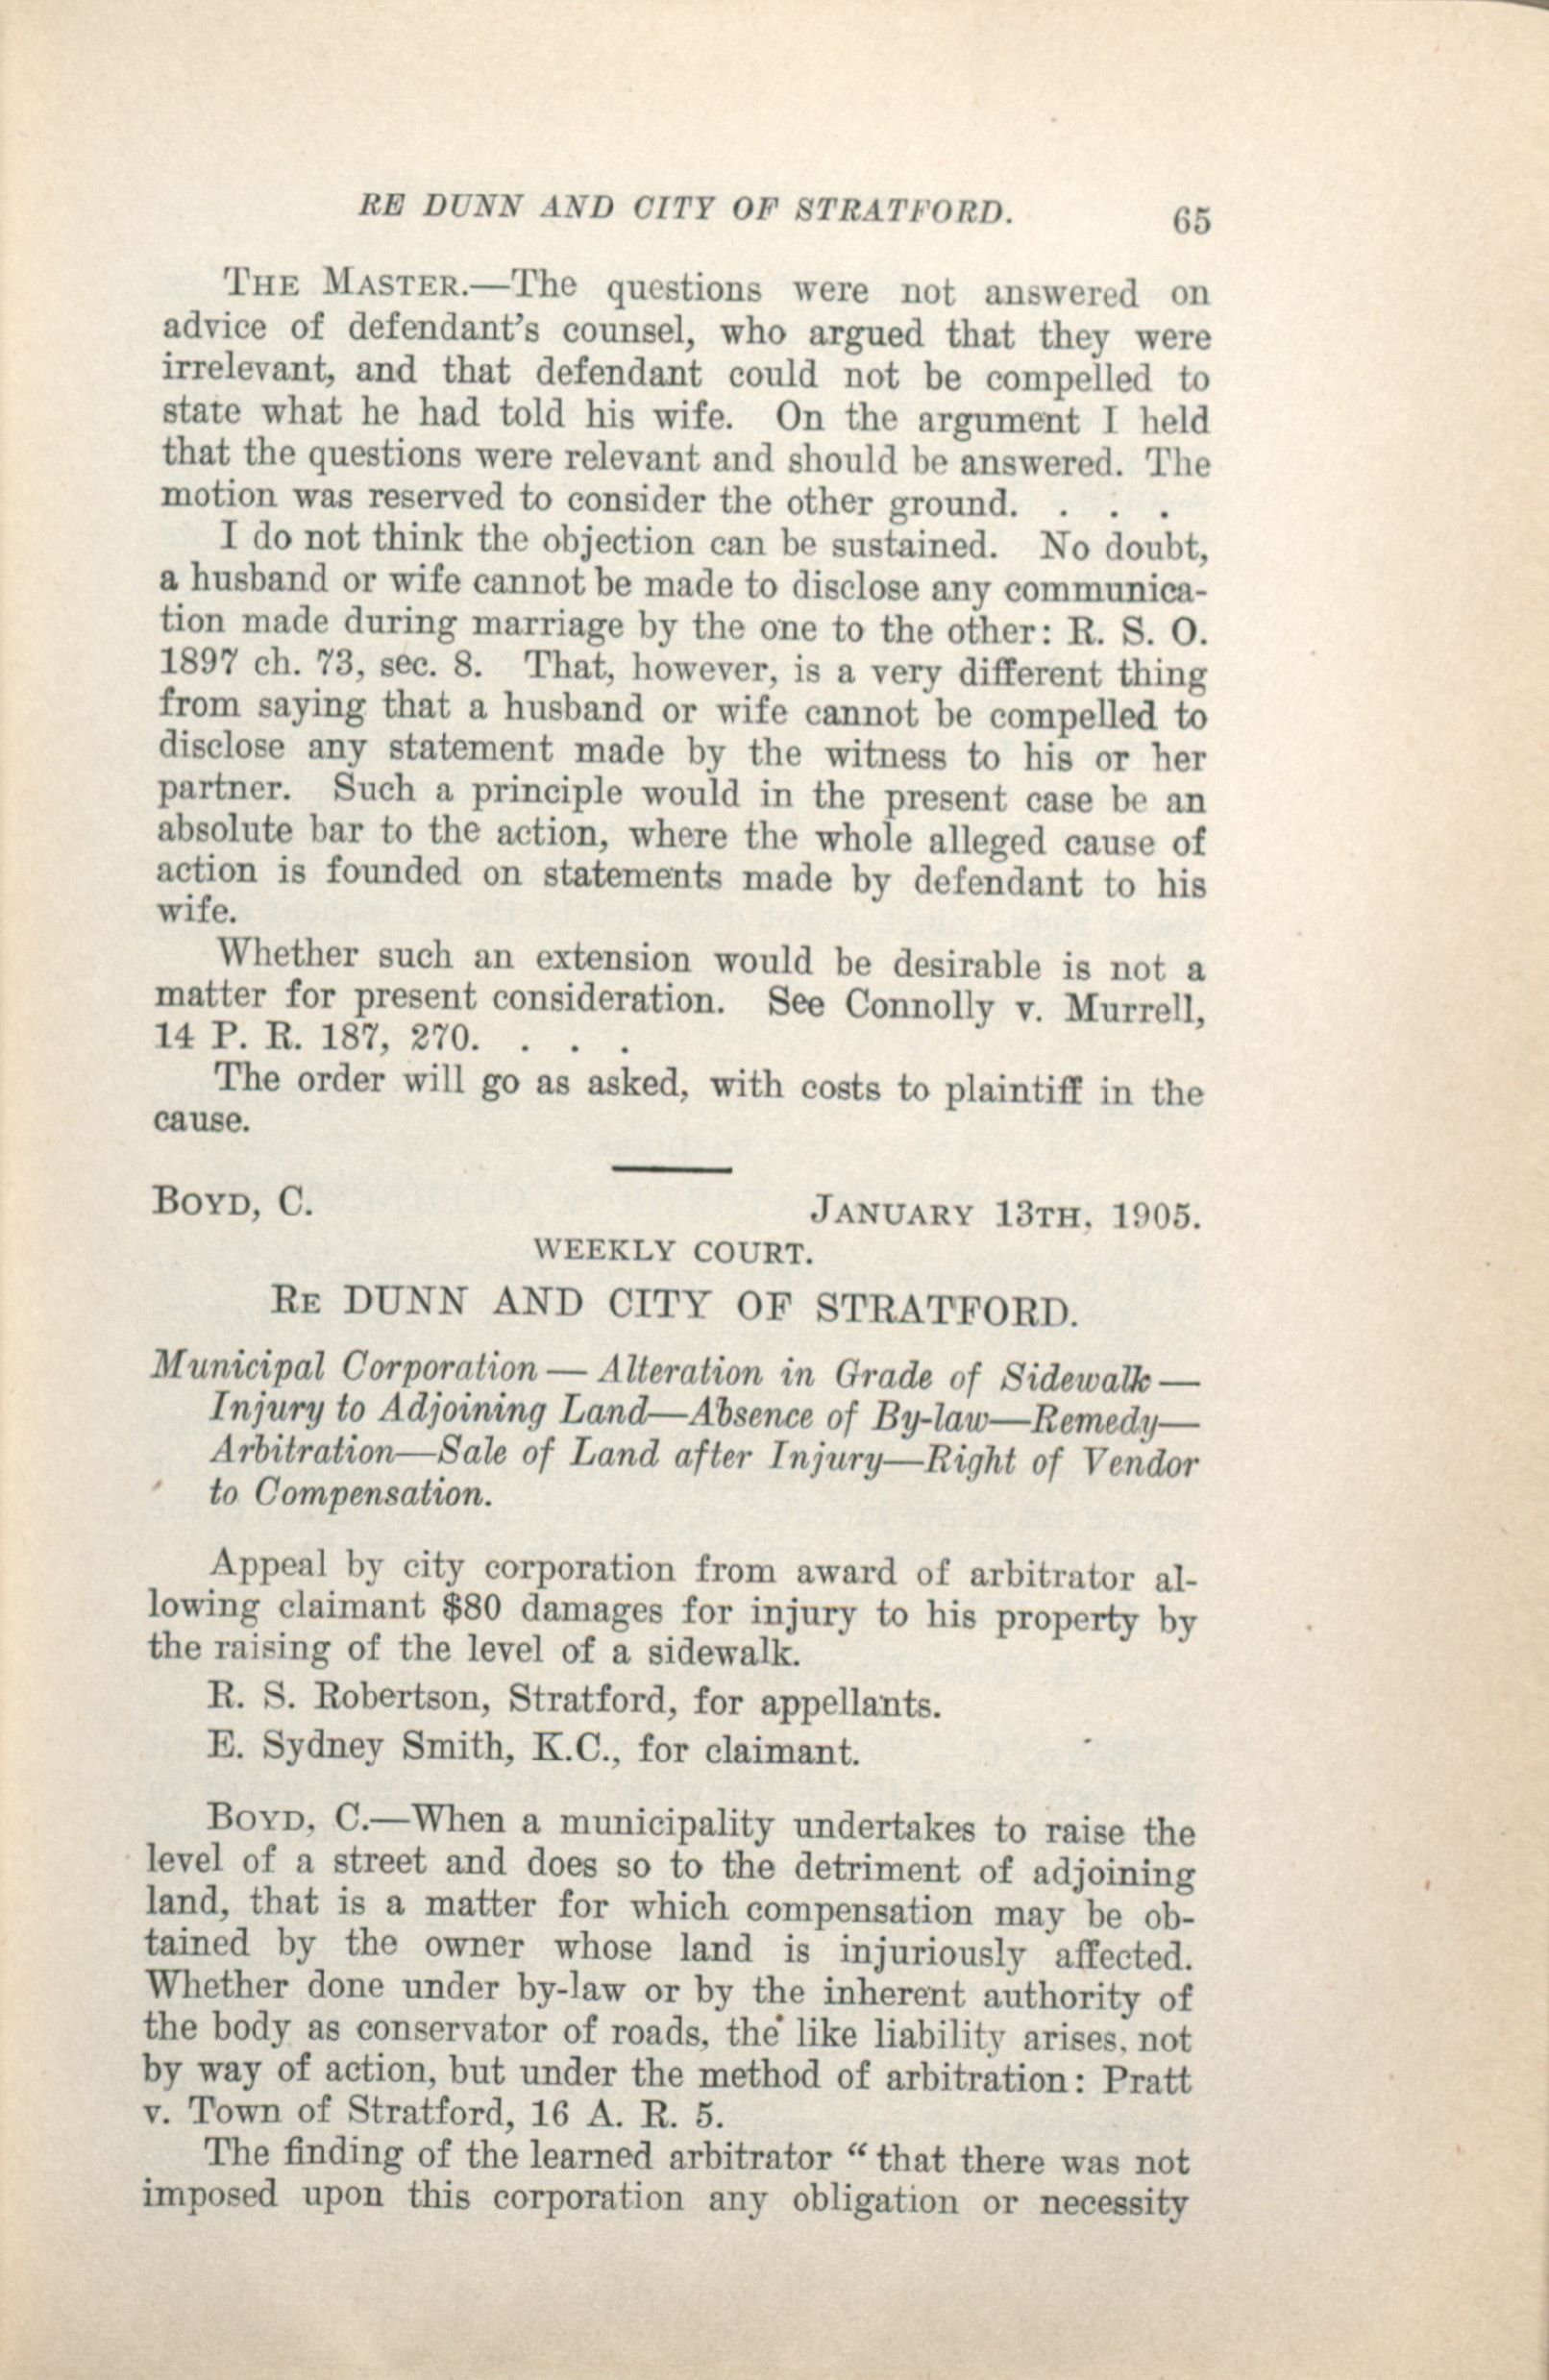 RE DUNN AND CITY OF STRATFORD. 65
THE MASTER.—The questions were not answered on
advice of defendant's counsel, who argued that they were
irrelevant, and that defendant could not be compelled to
state what he had told his wife. On the argument I held
that the questions were relevant and should be answered. The
motion was reserved to consider the other ground. . . .
I do not think the objection can be sustained. No doubt,
a husband or wife cannot be made to disclose any communica-
tion made during marriage by the one to the other: R. S. O.
1897 ch. 73, sec. 8. That, however, is a very different thing
from saying that a husband or wife cannot be compelled to
disclose any statement made by the witness to his or her
partner. Such a principle would in the present case be an
absolute bar to the action, where the whole alleged cause of
action is founded on statements made by defendant to his
wife.
Whether such an extension would be desirable is not a
matter for present consideration. See Connolly v. Murrell,
14 P. R. 187, 270. . . .
The order will go as asked, with costs to plaintiff in the
cause.
BOYD, C. JANUARY 13TH, 1905.
WEEKLY COURT.
RE DUNN AND CITY OF STRATFORD.
Municipal Corporation — Alteration in Grade of Sidewalk —
Injury to Adjoining Land—Absence of By-law—Remedy—
Arbitration—Sale of Land after Injury—Right of Vendor
to Compensation.
Appeal by city corporation from award of arbitrator al-
lowing claimant $80 damages for injury to his property by
the raising of the level of a sidewalk.
R. S. Robertson, Stratford, for appellants.
E. Sydney Smith, K.C., for claimant.
BOYD, C.—When a municipality undertakes to raise the
level of a street and does so to the detriment of adjoining
land, that is a matter for which compensation may be ob-
tained by the owner whose land is injuriously affected.
Whether done under by-law or by the inherent authority of
the body as conservator of roads, the like liability arises, not
by way of action, but under the method of arbitration: Pratt
v. Town of Stratford, 16 A. R. 5.
The finding of the learned arbitrator “ that there was not
imposed upon this corporation any obligation or necessity